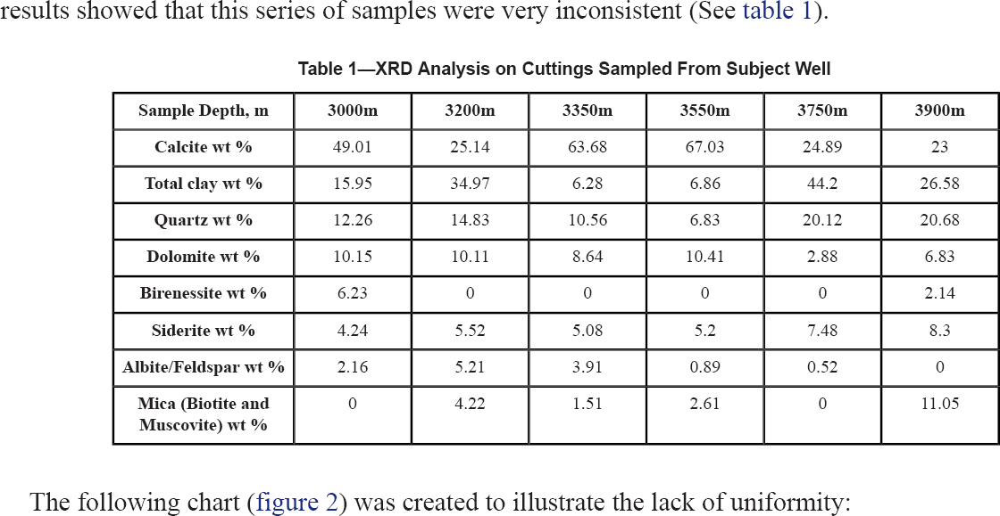 results showed that this series of samples were very inconsistent (See table 1).
Table 1—XRD Analysis on Cuttings Sampled From Subject Well
Sample Depth, m 3000m 3200m 3350m 3550m 3750m 3900m
Calcite wt % 49.01 25.14 63.68 67.03 24.89 23
Total clay wt % 15.95 34.97 6.28 6.86 44.2 26.58
Quartz wt % 12.26 14.83 10.56 6.83 20.12 20.68
Dolomite wt % 10.15 10.11 8.64 10.41 2.88 6.83
Birenessite wt % 6.23 0 0 0 0 2.14
Siderite wt % 4.24 5.52 5.08 5.2 7.48 8.3
Albite/Feldspar wt % 2.16 5.21 3.91 0.89 0.52 0
Mica (Biotite and 0 4.22 1.51 2.61 0 11.05
Muscovite) wt %
The following chart (figure 2) was created to illustrate the lack of uniformity: